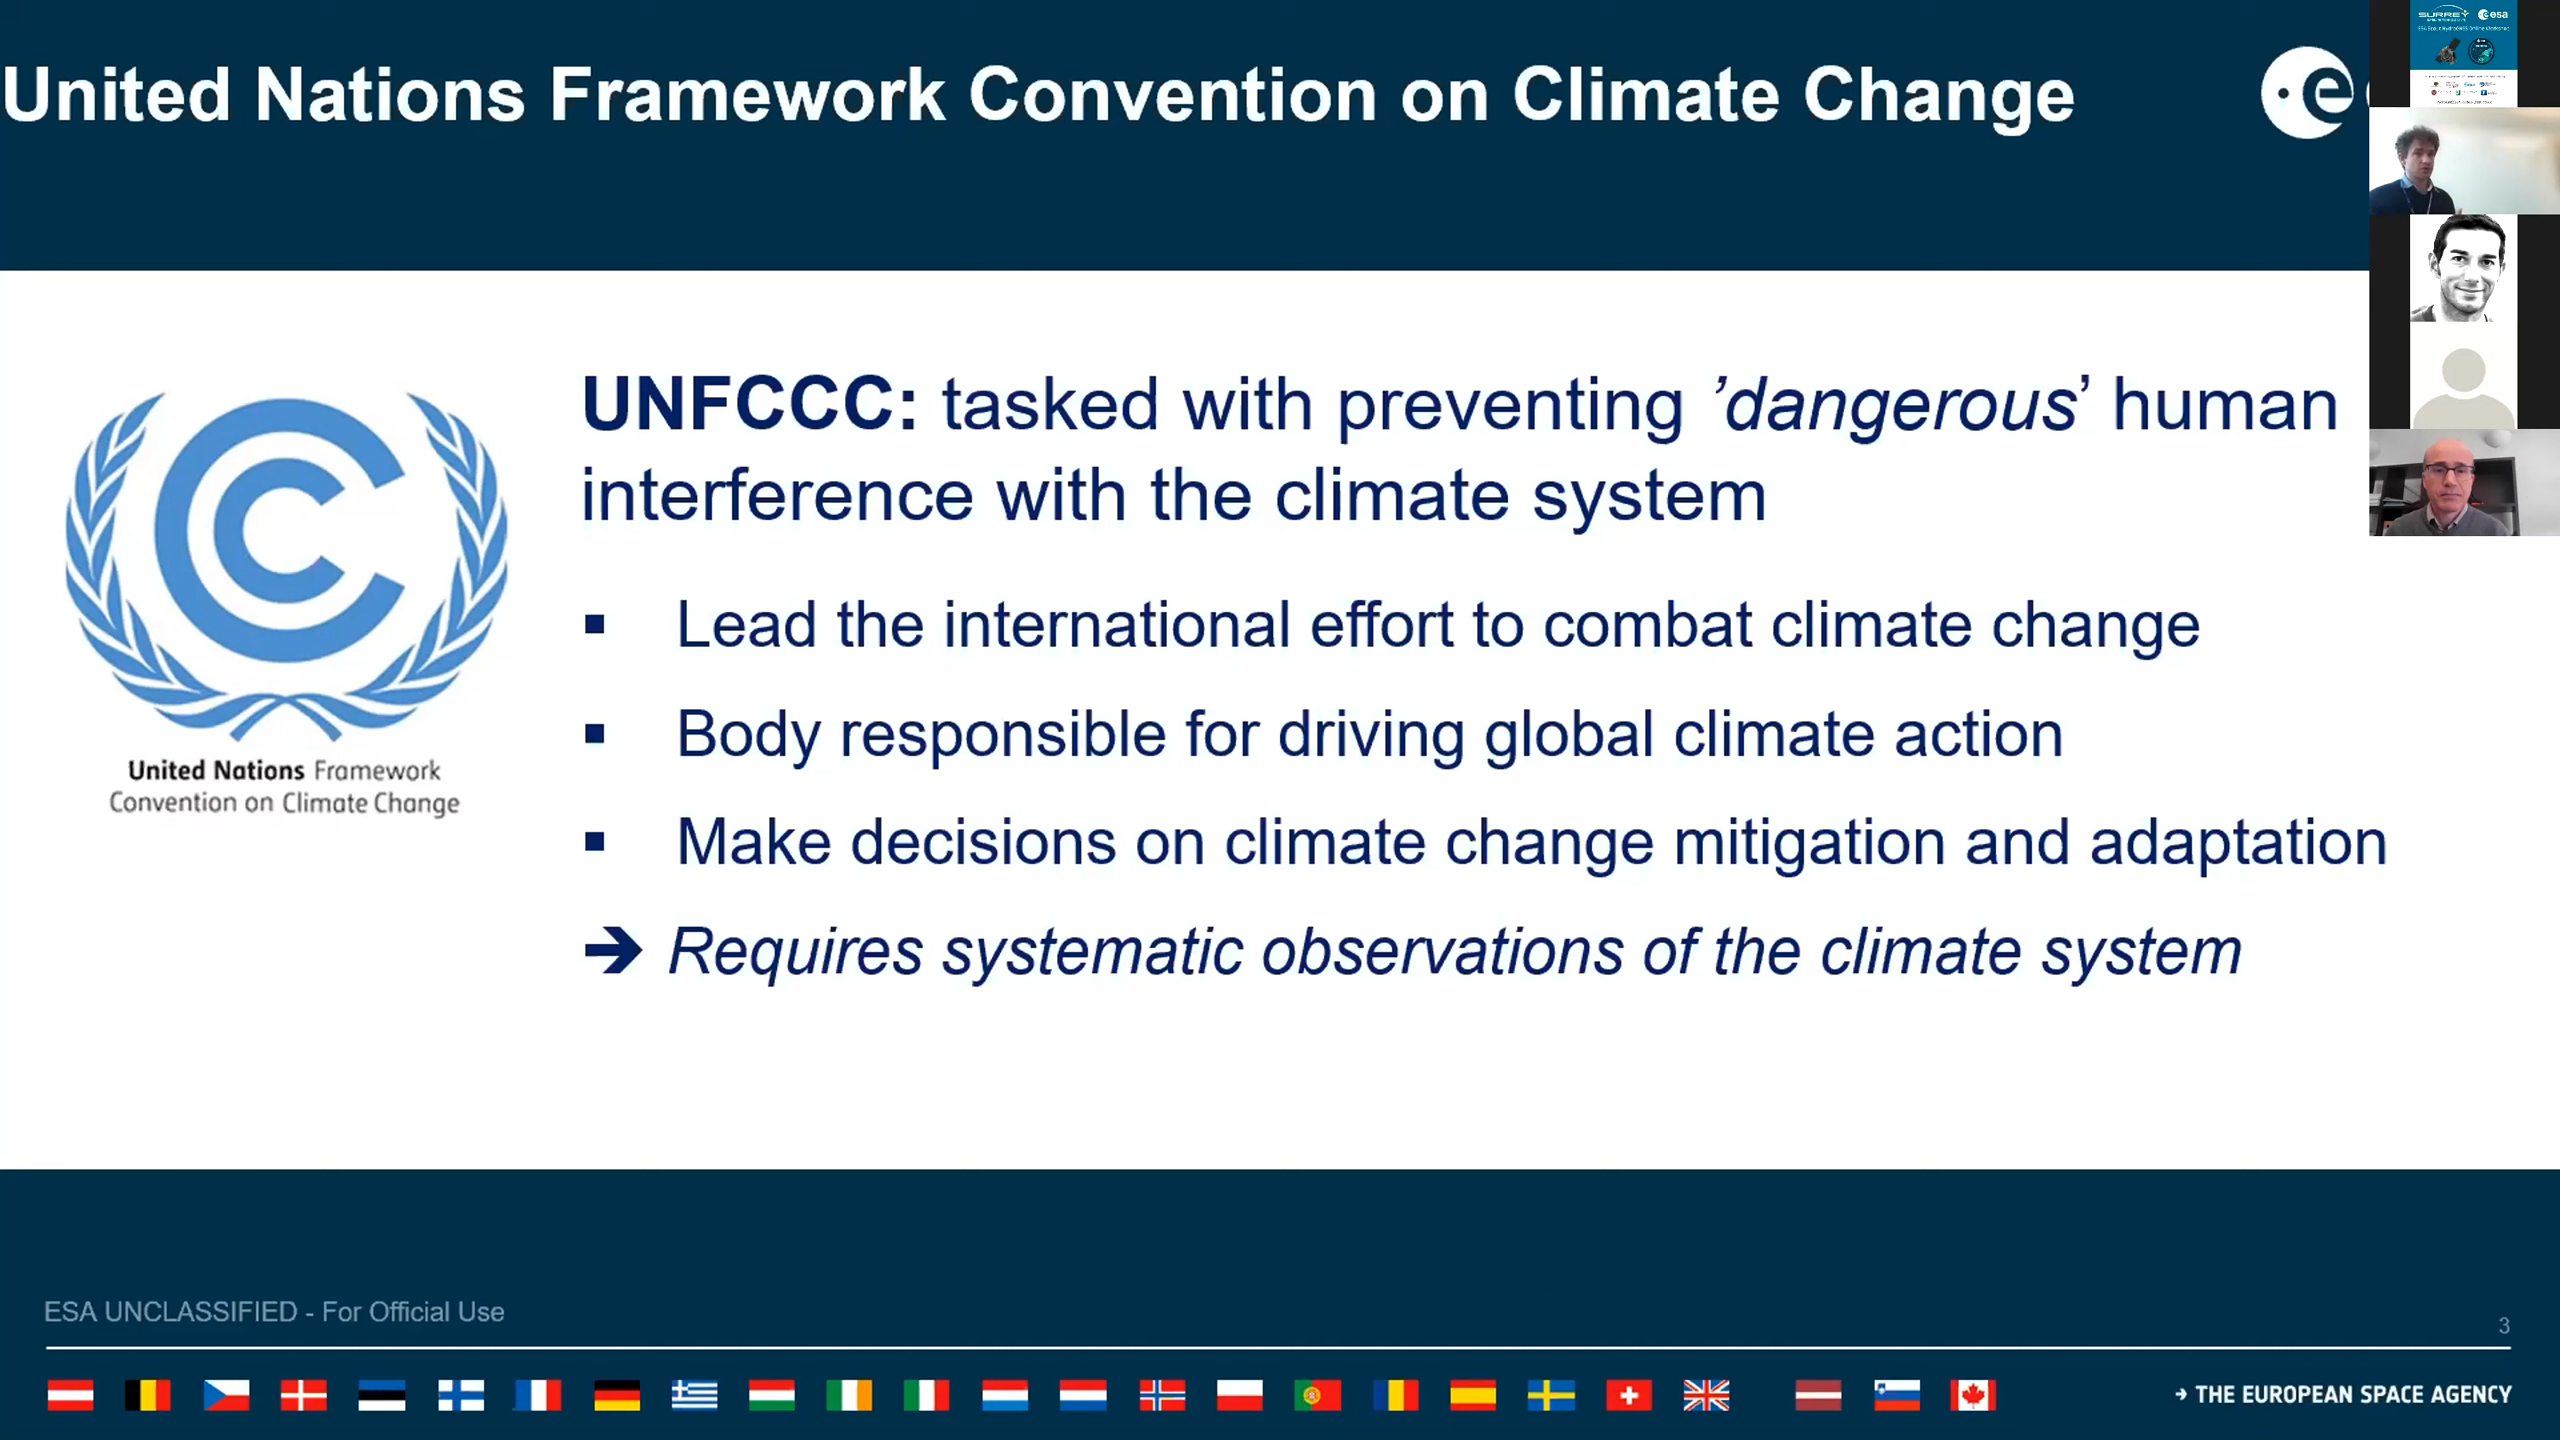 United Nations Framework Convention on Climate Change
SURREY
esa
UNFCCC: tasked with preventing ’dangerous’ human
interference with the climate system
▪ Lead the international effort to combat climate change
▪ Body responsible for driving global climate action
▪ Make decisions on climate change mitigation and adaptation
➔ Requires systematic observations of the climate system
United Nations Framework
Convention on Climate Change
ESA UNCLASSIFIED - For Official Use
3
→ THE EUROPEAN SPACE AGENCY